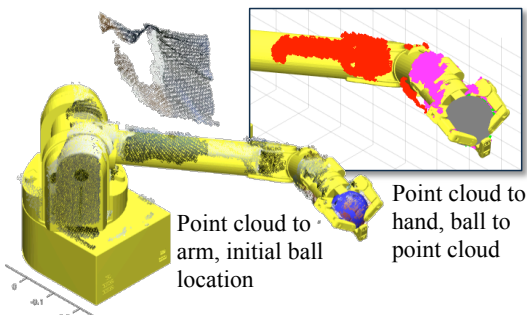 Point cloud to
arm, initial ball
location
Point cloud to
hand, ball to
point cloud
0
-0.1